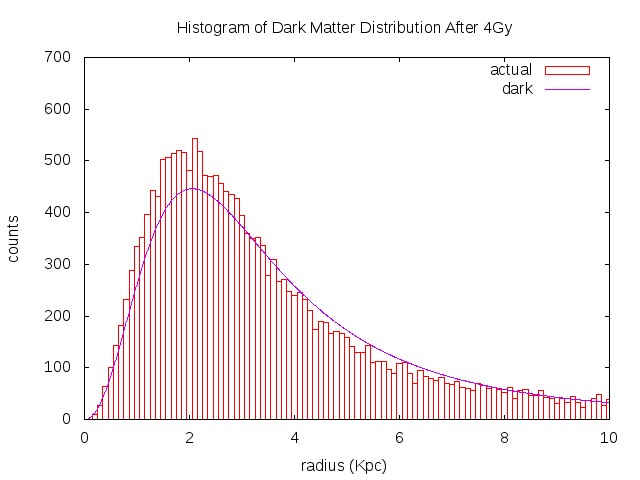 Histogram of Dark Matter Distribution After 4Gy
700
600
500
400
300
200
100
0
counts
actual
dark
0 2 4 6 8 10
radius (Kpc)